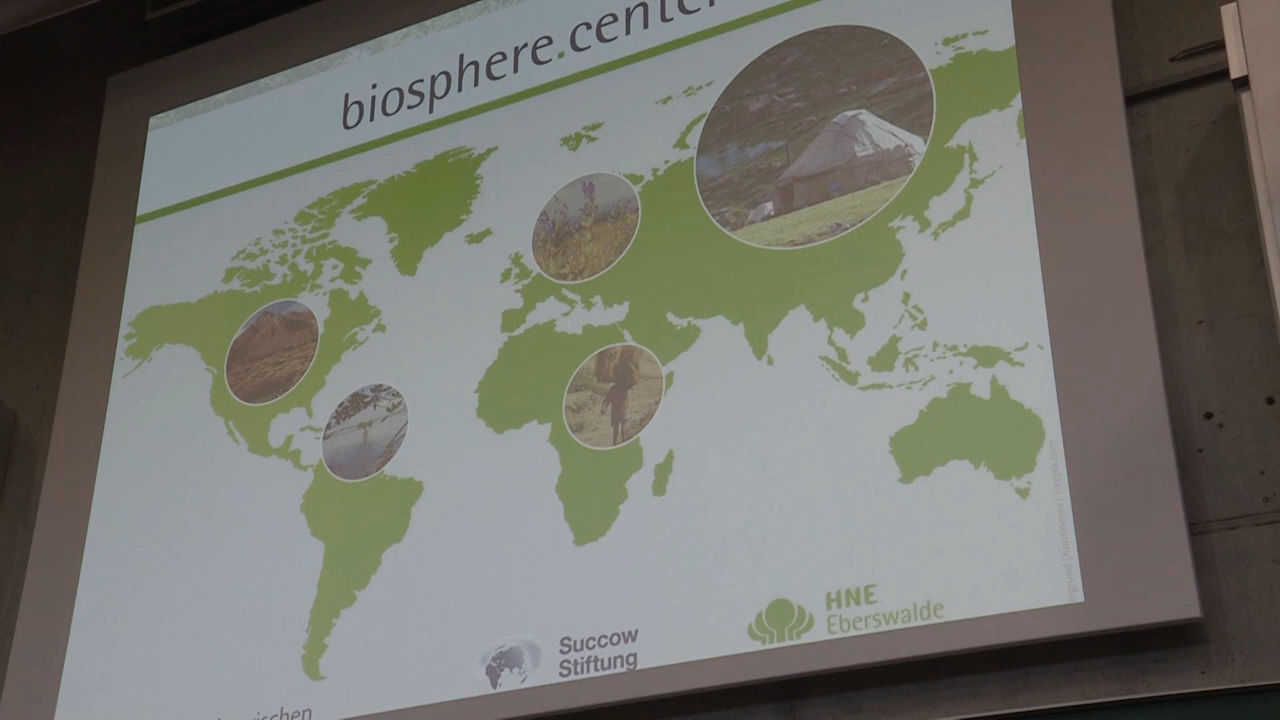 biosphere.center
HNE
Eberswalde
Succow
Stiftung